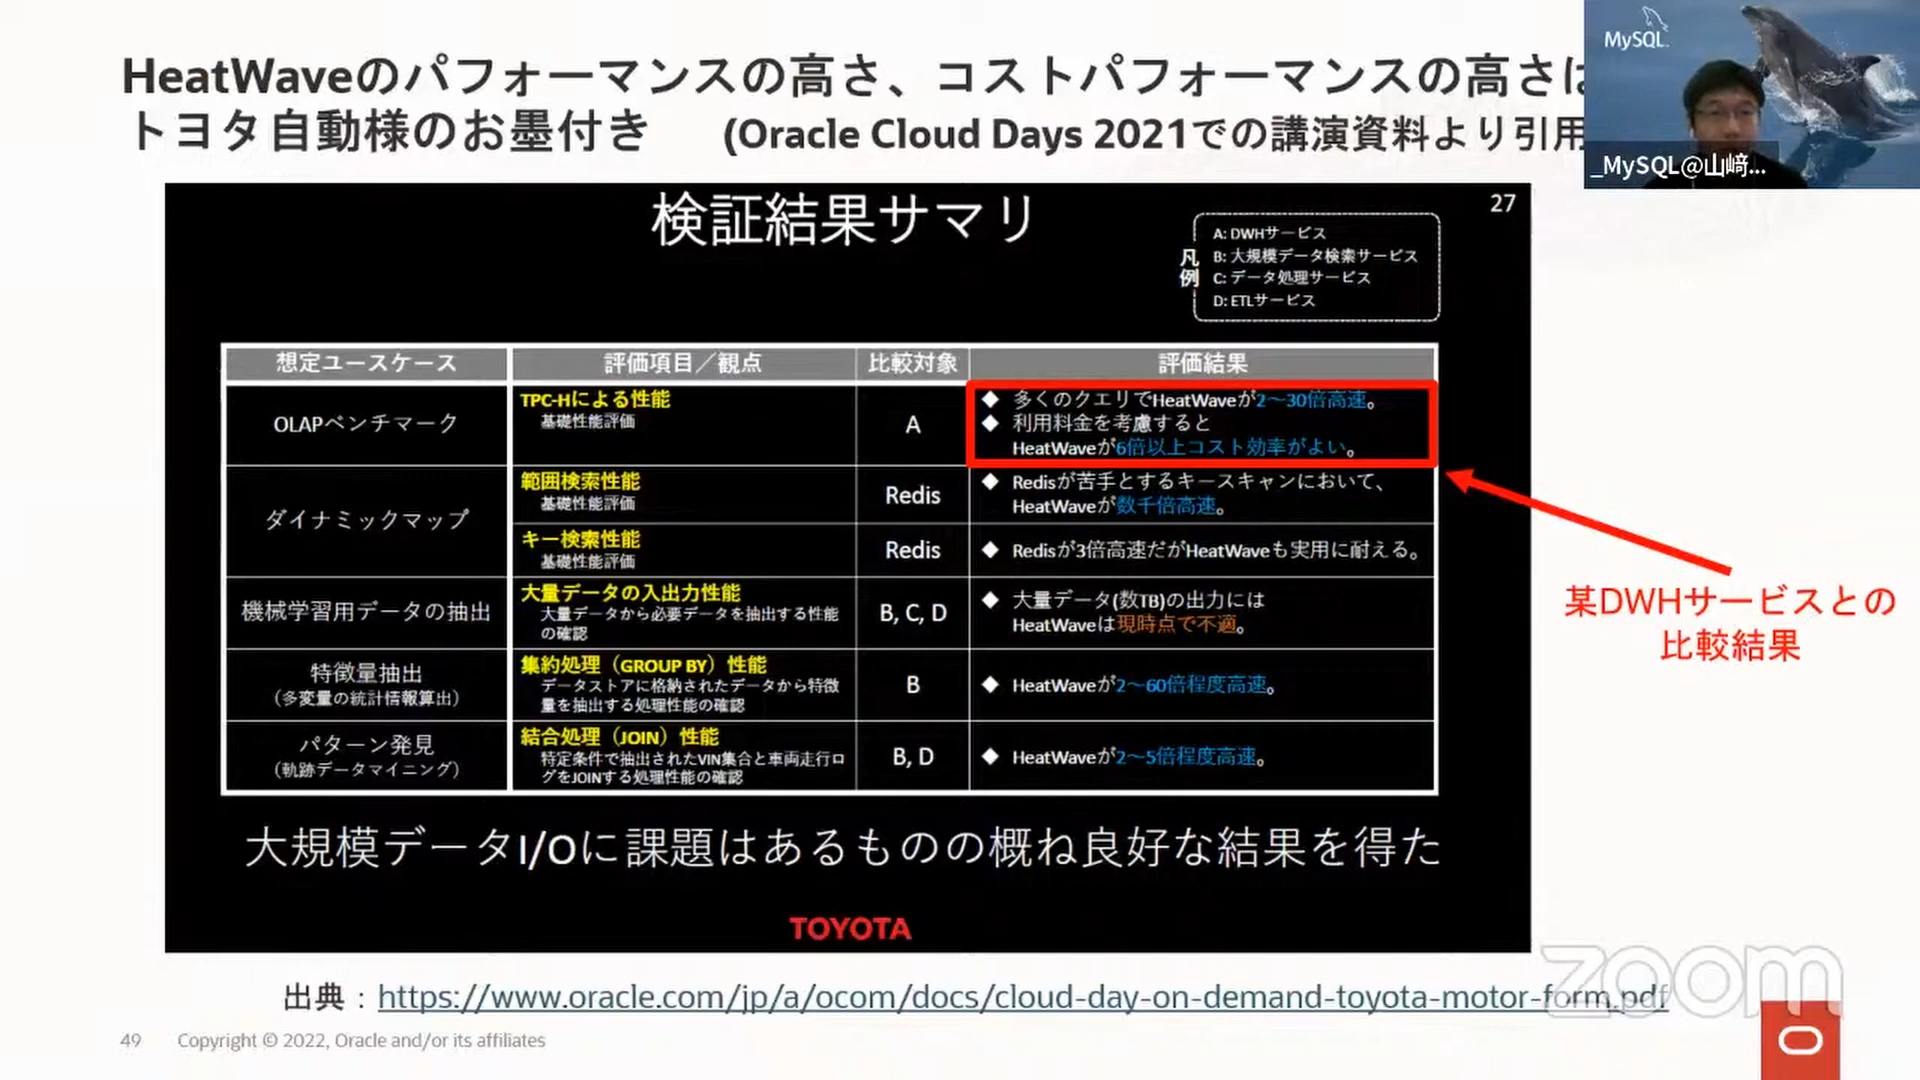 HeatWaveのパフォーマンスの高さ、コストパフォーマンスの高さは
トヨタ自動様のお墨付き (Oracle Cloud Days 2021での講演資料より引用
MySQL
_MySQL@山﨑...
検証結果サマリ
27
凡例
A: DWHサービス
B: 大規模データ検索サービス
C: データ処理サービス
D: ETLサービス
想定ユースケース 評価項目／観点 比較対象 評価結果
OLAPベンチマーク
TPC-Hによる性能
基礎性能評価
A
◆ 多くのクエリでHeatWaveが2～30倍高速。
◆ 利用料金を考慮すると
HeatWaveが6倍以上コスト効率がよい。
ダイナミックマップ
範囲検索性能
基礎性能評価
Redis
◆ Redisが苦手とするキースキャンにおいて、
HeatWaveが数千倍高速。
キー検索性能
基礎性能評価
Redis
◆ Redisが3倍高速だがHeatWaveも実用に耐える。
機械学習用データの抽出
大量データの入出力性能
大量データから必要データを抽出する性能
の確認
B, C, D
◆ 大量データ(数TB)の出力には
HeatWaveは現時点で不適。
特徴量抽出
（多変量の統計情報算出）
集約処理（GROUP BY）性能
データストアに格納されたデータから特徴
量を抽出する処理性能の確認
B
◆ HeatWaveが2～60倍程度高速。
パターン発見
（軌跡データマイニング）
結合処理（JOIN）性能
特定条件で抽出されたVIN集合と車両走行ロ
グをJOINする処理性能の確認
B, D
◆ HeatWaveが2～5倍程度高速。
某DWHサービスとの
比較結果
大規模データI/Oに課題はあるものの概ね良好な結果を得た
TOYOTA
出典：https://www.oracle.com/jp/a/ocom/docs/cloud-day-on-demand-toyota-motor-form.pdf
zoom
49 Copyright © 2022, Oracle and/or its affiliates